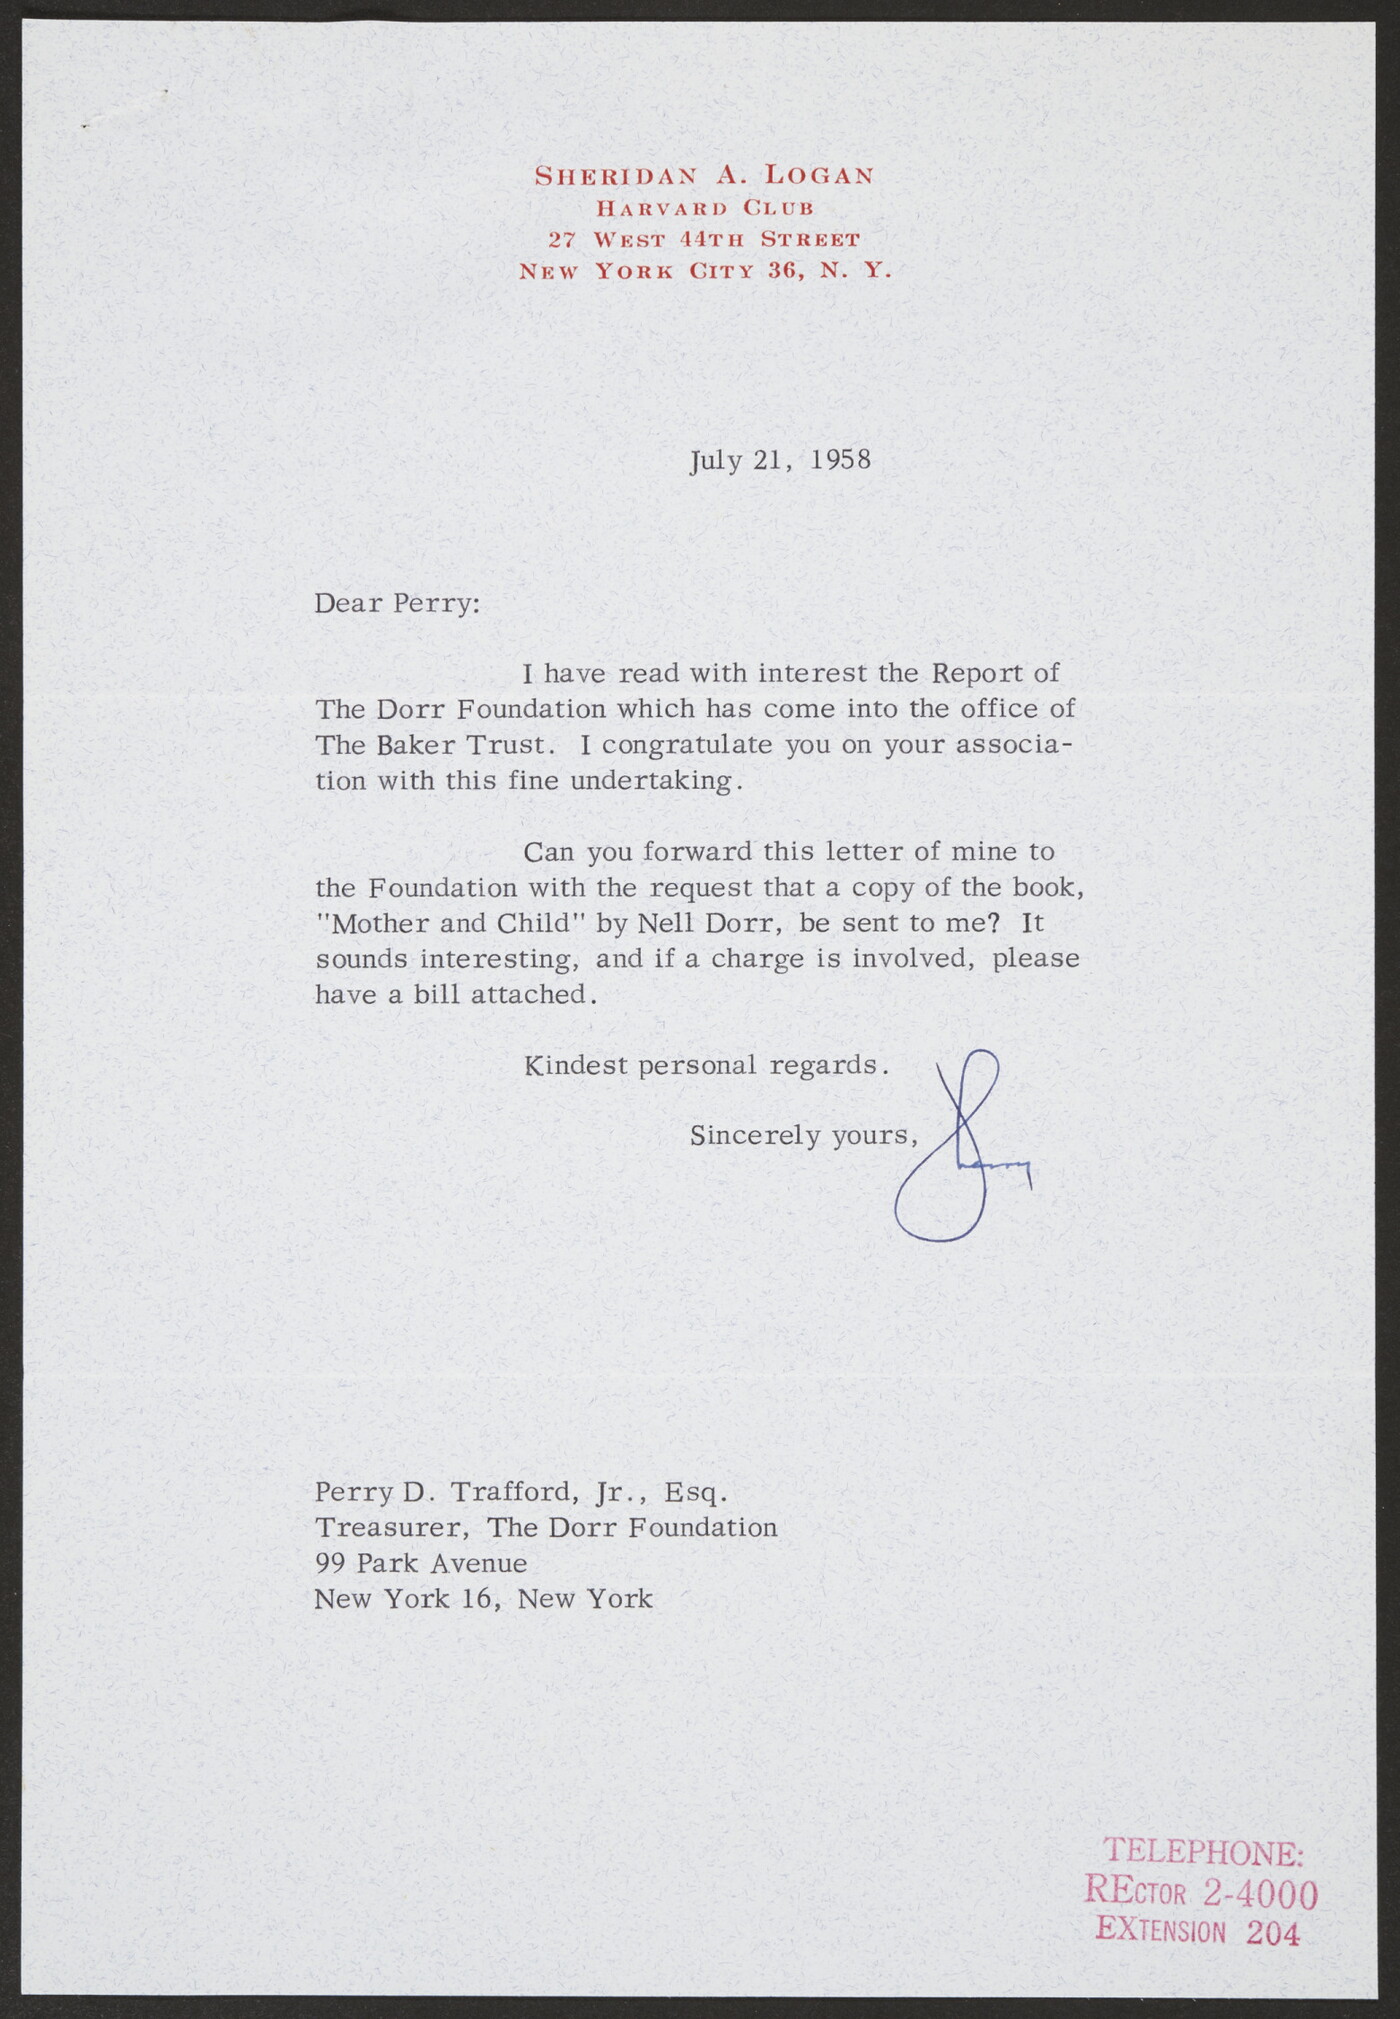 SHERIDAN A. LOGAN
HARVARD CLUB
27 WEST 44TH STREET
NEW YORK CITY 36, N. Y.
July 21, 1958
Dear Perry:
I have read with interest the Report of
The Dorr Foundation which has come into the office of
The Baker Trust. I congratulate you on your associa-
tion with this fine undertaking.
Can you forward this letter of mine to
the Foundation with the request that a copy of the book,
"Mother and Child" by Nell Dorr, be sent to me? It
sounds interesting, and if a charge is involved, please
have a bill attached.
Kindest personal regards.
Sincerely yours,
Sherry
Perry D. Trafford, Jr., Esq.
Treasurer, The Dorr Foundation
99 Park Avenue
New York 16, New York
TELEPHONE:
RECTOR 2-4000
EXTENSION 204